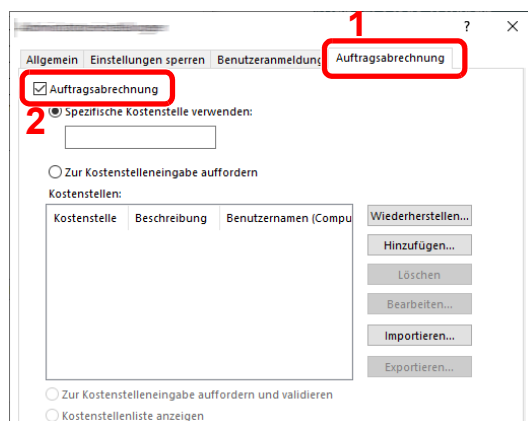 1
?
Allgemein Einstellungen sperren Benutzeranmeldung Auftragsabrechnung
Auftragsabrechnung
2
Spezifische Kostenstelle verwenden:
Zur Kostenstelleneingabe auffordern
Kostenstellen:
Kostenstelle Beschreibung Benutzernamen (Compu
Wiederherstellen...
Hinzufügen...
Löschen
Bearbeiten...
Importieren...
Exportieren...
Zur Kostenstelleneingabe auffordern und validieren
Kostenstellenliste anzeigen